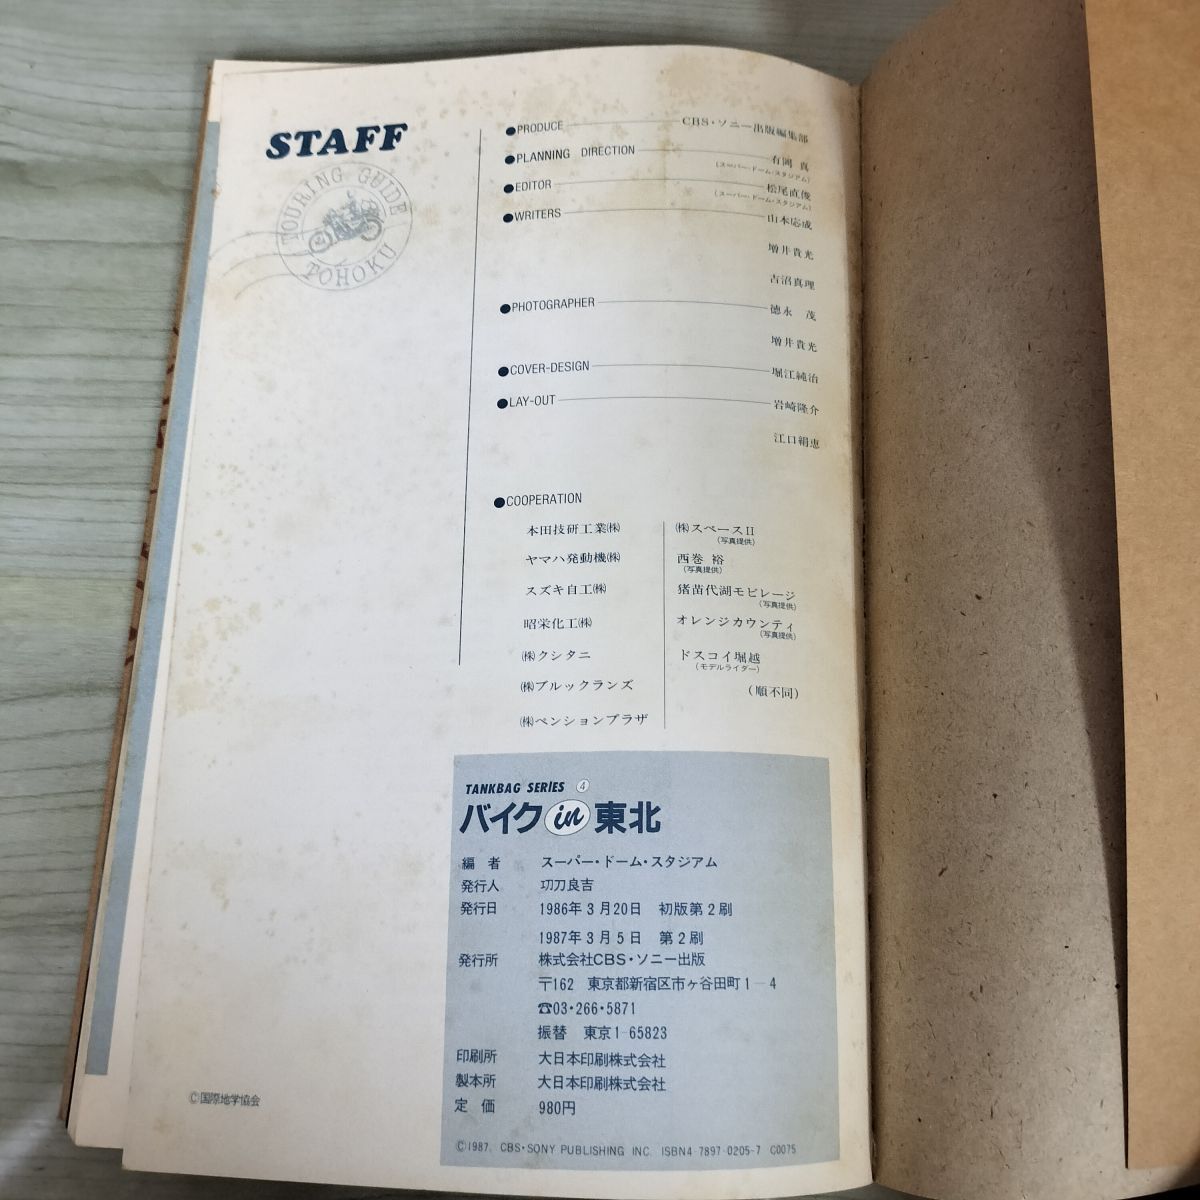 STAFF
TOURING GUIDE
TOHOKU
●PRODUCE CBS・ソニー出版編集部
●PLANNING DIRECTION 有岡 真
(スーパー・ドーム・スタジアム)
●EDITOR 松尾直俊
(スーパー・ドーム・スタジアム)
●WRITERS 山本応成
増井貴光
古沼真理
●PHOTOGRAPHER 徳永 茂
増井貴光
●COVER-DESIGN 堀江純治
●LAY-OUT 岩崎隆介
江口絹恵
●COOPERATION
本田技研工業㈱
ヤマハ発動機㈱
スズキ自工㈱
昭栄化工㈱
㈱クシタニ
㈱ブルックランズ
㈱ペンションプラザ
㈱スペースII
(写真提供)
西巻 裕
(写真提供)
猪苗代湖モビレージ
(写真提供)
オレンジカウンティ
(写真提供)
ドスコイ堀越
(モデルライダー)
(順不同)
TANKBAG SERIES ④
バイク in 東北
編 者 スーパー・ドーム・スタジアム
発行人 功刀良吉
発行日 1986年3月20日 初版第2刷
1987年3月5日 第2刷
発行所 株式会社CBS・ソニー出版
〒162 東京都新宿区市ヶ谷田町1-4
☎03・266・5871
振替 東京1-65823
印刷所 大日本印刷株式会社
製本所 大日本印刷株式会社
定 価 980円
©1987, CBS・SONY PUBLISHING INC. ISBN4-7897-0205-7 C0075
©国際地学協会